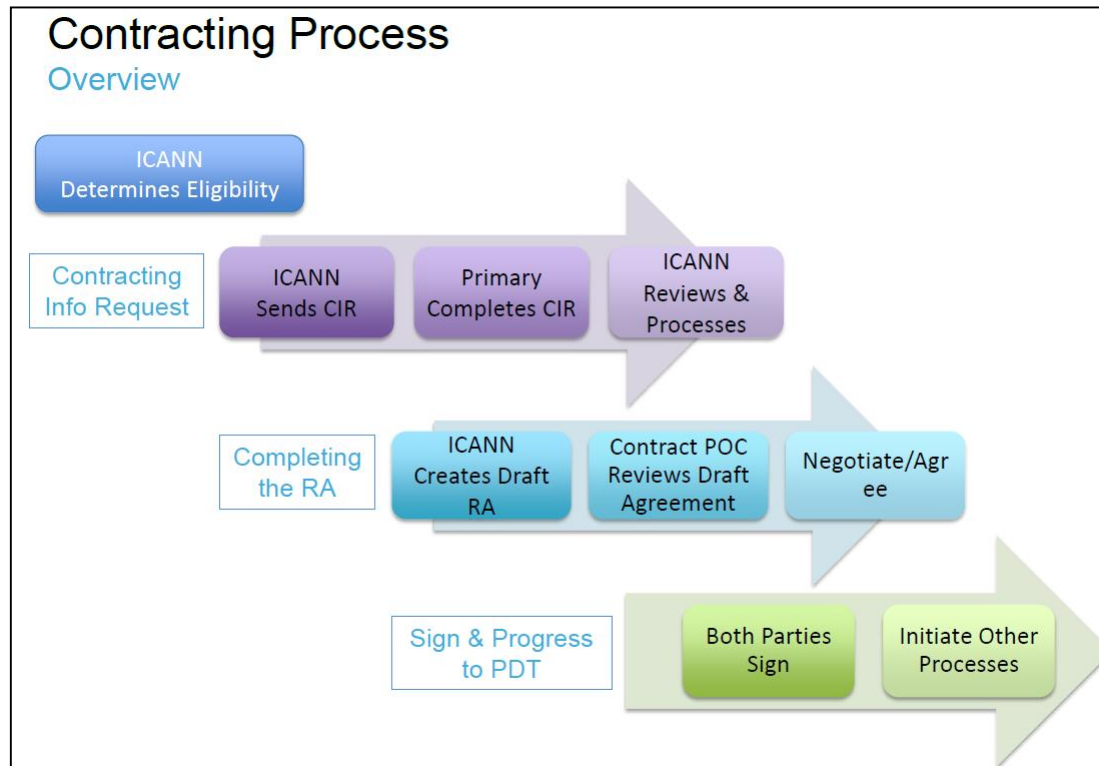 Contracting Process
Overview
ICANN
Determines Eligibility
Contracting
Info Request
ICANN
Sends CIR
Primary
Completes CIR
ICANN
Reviews &
Processes
Completing
the RA
ICANN
Creates Draft
RA
Contract POC
Reviews Draft
Agreement
Negotiate/Agr
ee
Sign & Progress
to PDT
Both Parties
Sign
Initiate Other
Processes